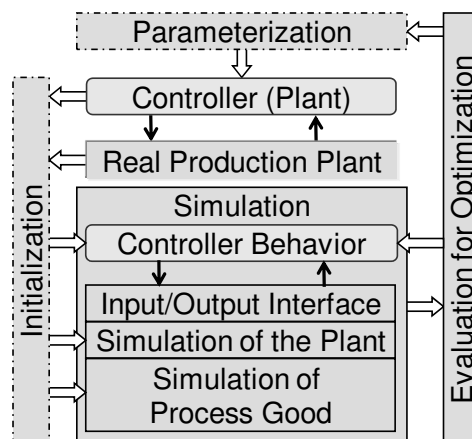 Parameterization
Controller (Plant)
Real Production Plant
Simulation
Controller Behavior
Input/Output Interface
Simulation of the Plant
Simulation of
Process Good
Initialization
Evaluation for Optimization